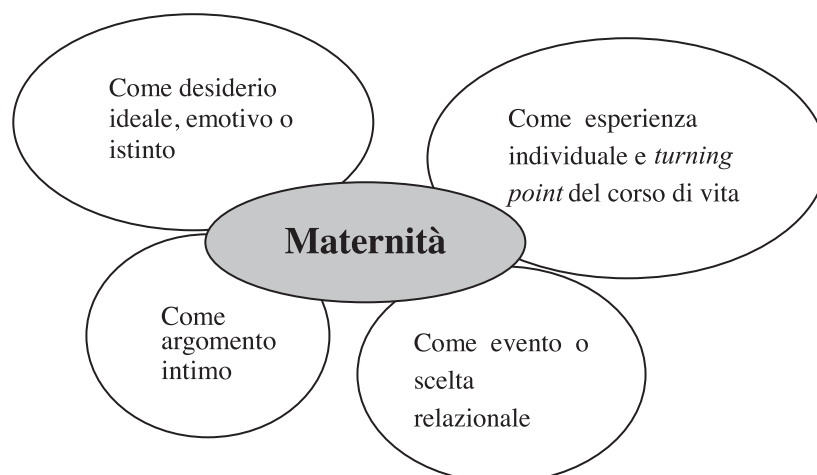 Come desiderio
ideale, emotivo o
istinto
Come esperienza
individuale e turning
point del corso di vita
Maternità
Come
argomento
intimo
Come evento o
scelta
relazionale